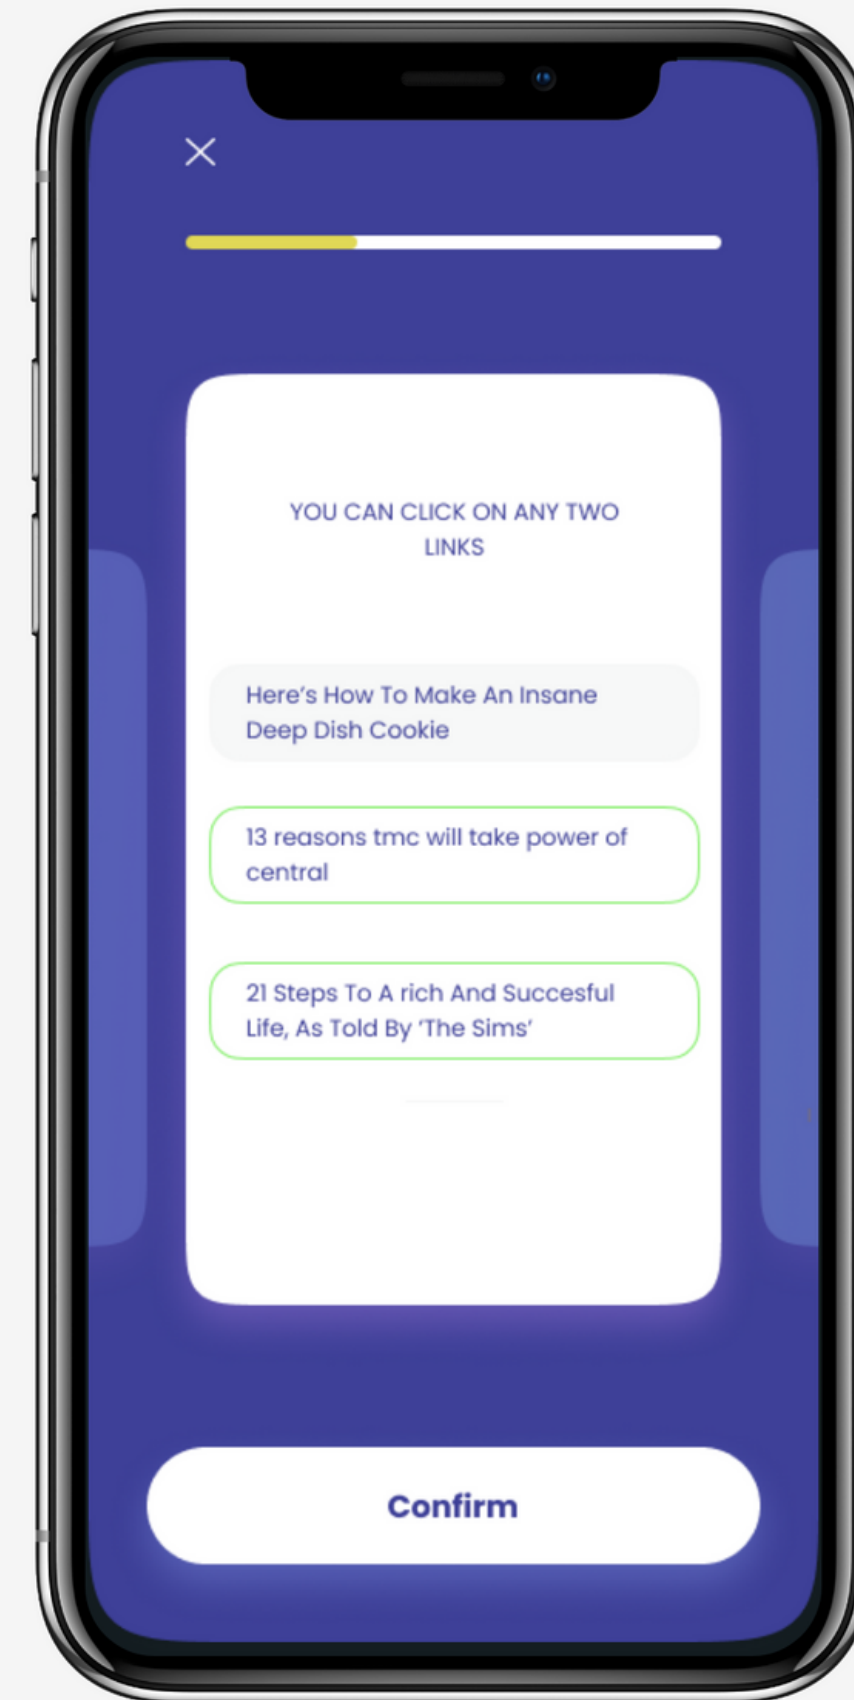 YOU CAN CLICK ON ANY TWO
LINKS
Here's How To Make An Insane
Deep Dish Cookie
13 reasons tmc will take power of
central
21 Steps To A rich And Succesful
Life, As Told By 'The Sims'
Confirm